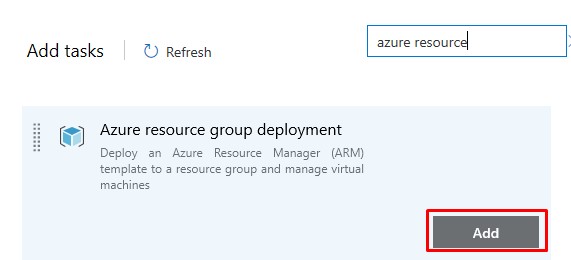 azure resource
Add tasks
Refresh
Azure resource group deployment
Deploy an Azure Resource Manager (ARM)
template to a resource group and manage virtual
machines
Add